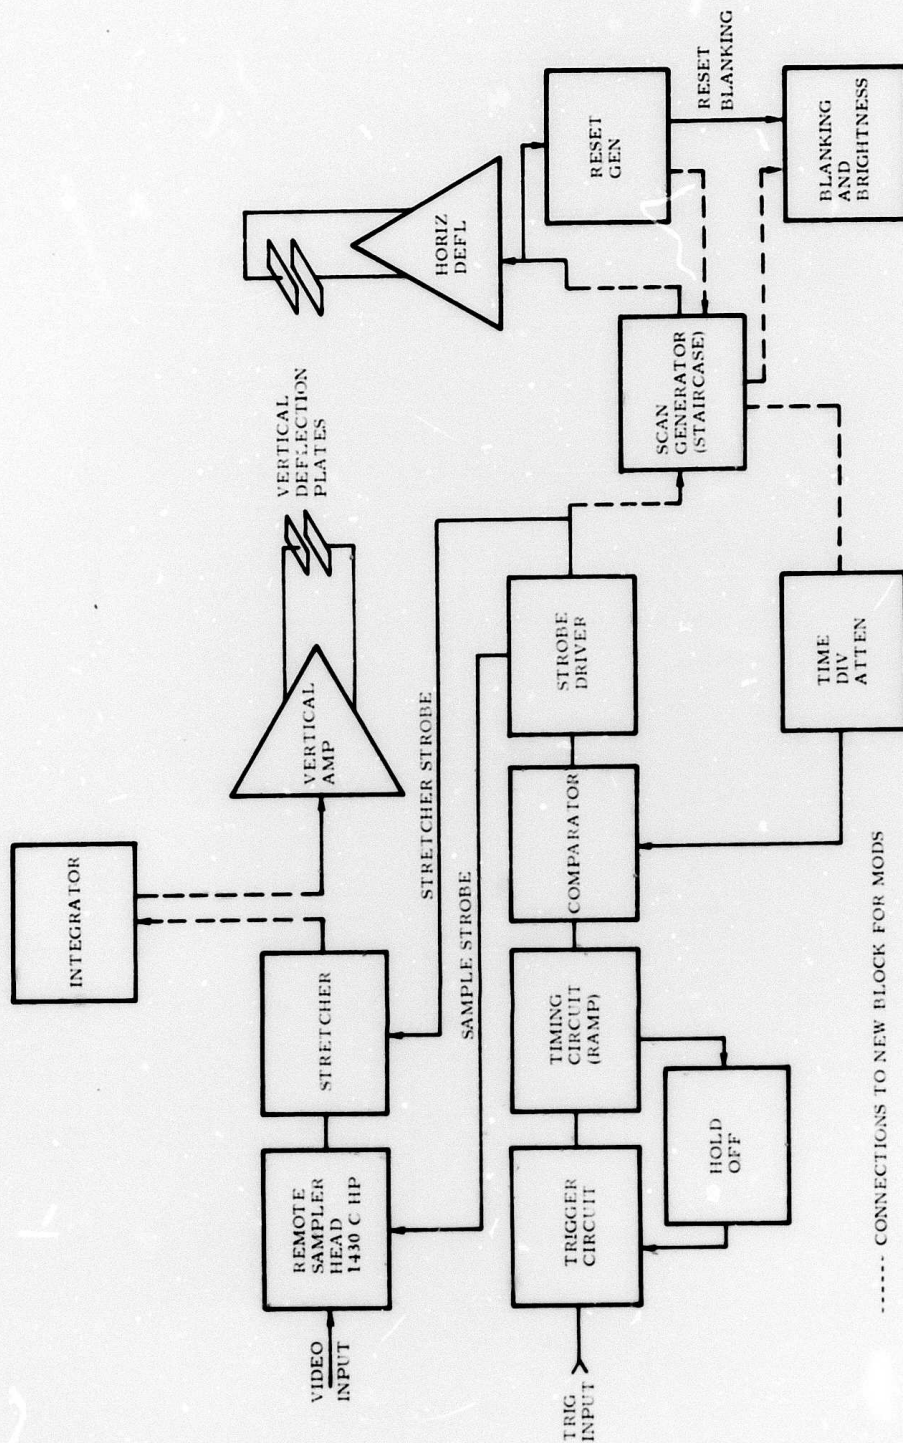 INTEGRATOR
VIDEO
INPUT
REMOTE
SAMPLER
HEAD
1430 C HP
STRETCHER
VERTICAL
AMP
VERTICAL
DEFLECTION
PLATES
HORIZ
DEFL
STRETCHER STROBE
SAMPLE STROBE
TRIG
INPUT
TRIGGER
CIRCUIT
TIMING
CIRCUIT
(RAMP)
COMPARATOR
STROBE
DRIVER
RESET
GEN
RESET
BLANKING
HOLD
OFF
SCAN
GENERATOR
(STAIRCASE)
TIME
DIV
ATTEN
BLANKING
AND
BRIGHTNESS
------ CONNECTIONS TO NEW BLOCK FOR MODS